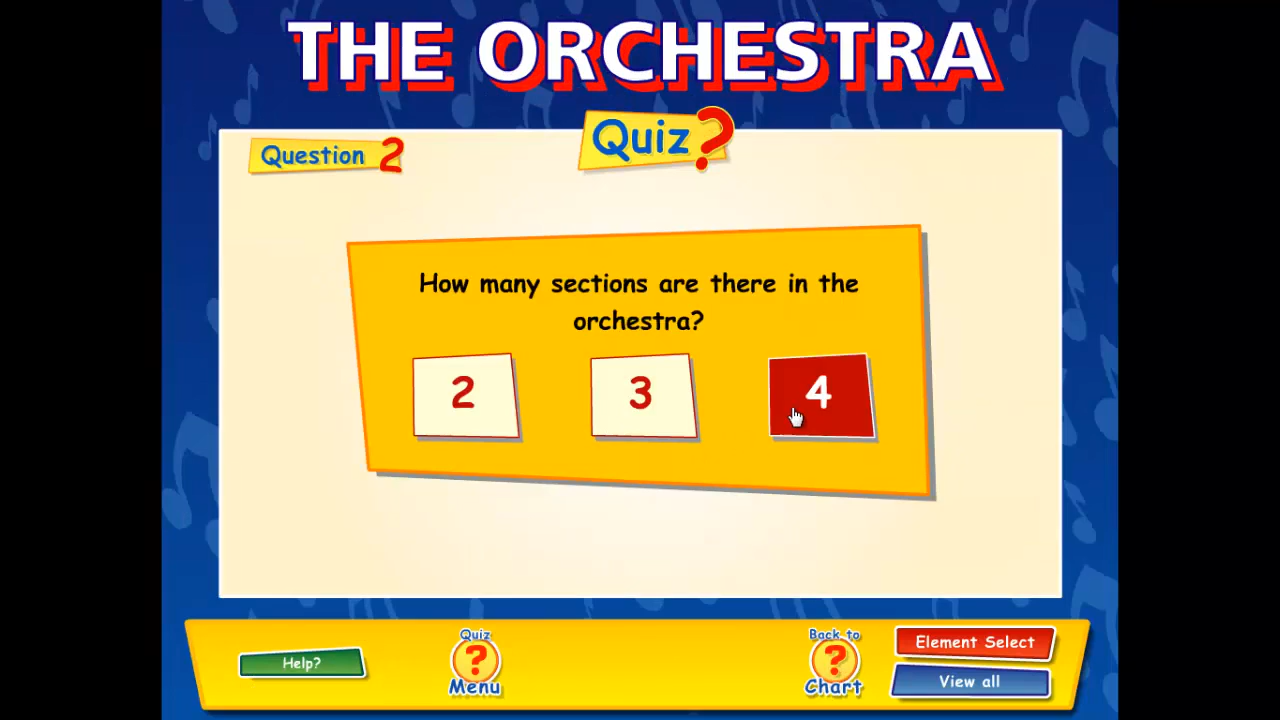 THE ORCHESTRA
Quiz?
Question 2
How many sections are there in the
orchestra?
2 3 4
Help?
Quiz
?
Menu
Back to
?
Chart
Element Select
View all